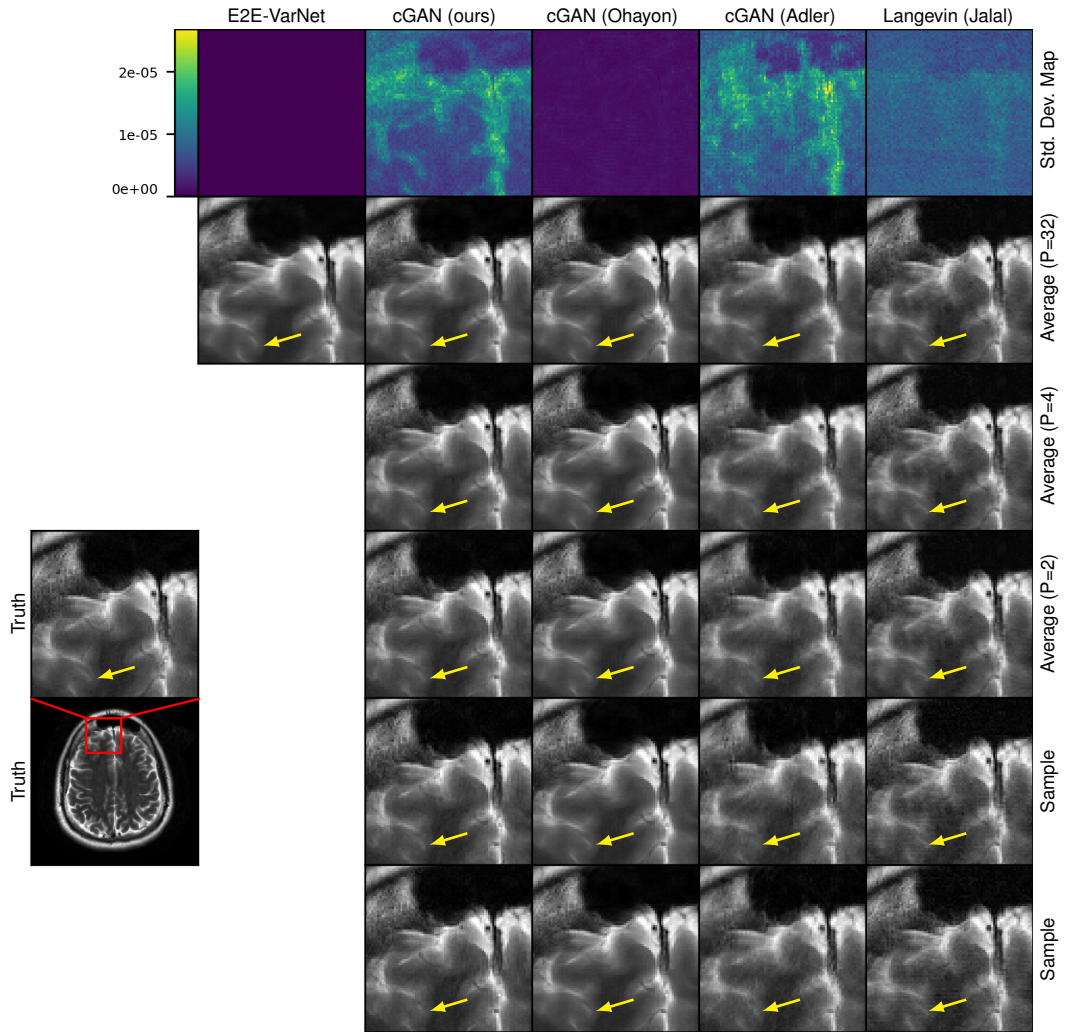 E2E-VarNet
cGAN (ours)
cGAN (Ohayon)
cGAN (Adler)
Langevin (Jalal)
2e-05
1e-05
0e+00
Std. Dev. Map
Average (P=32)
Average (P=4)
Truth
Average (P=2)
Truth
Sample
Sample